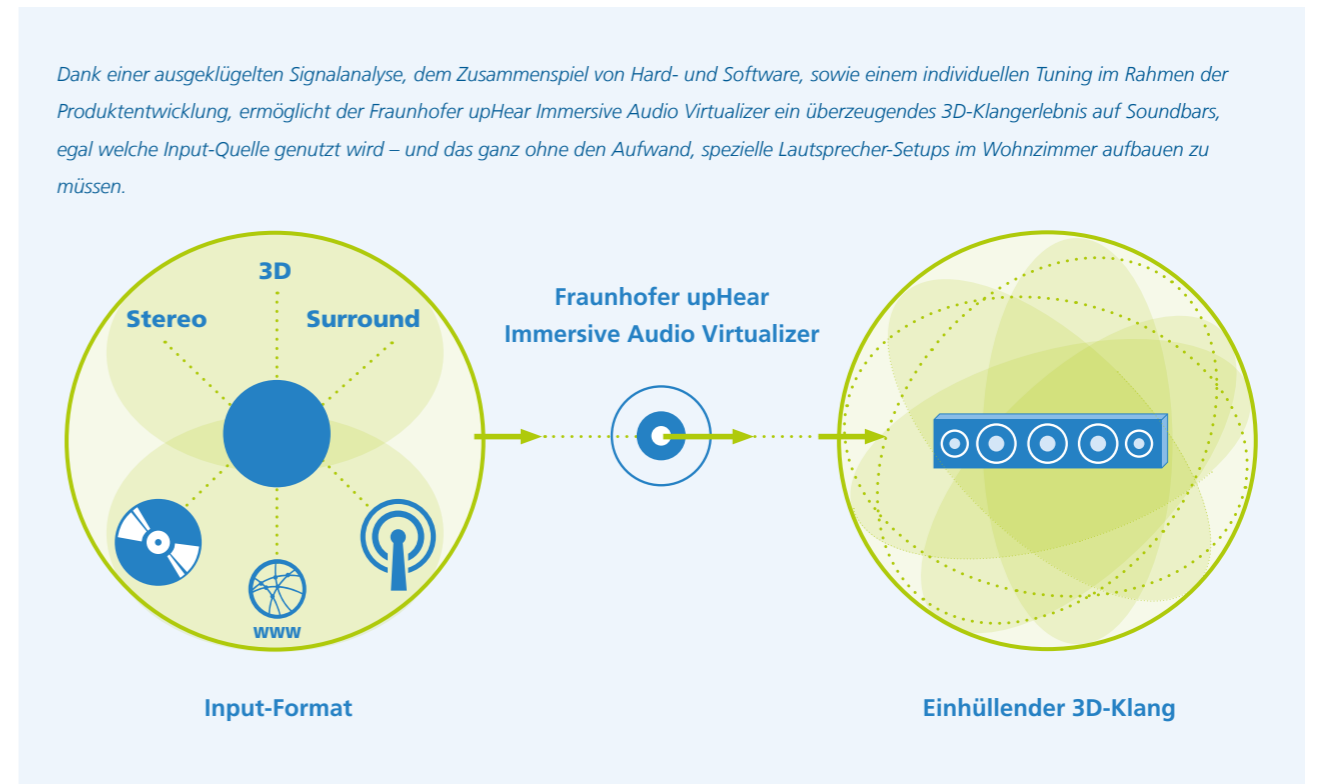 Dank einer ausgeklügelten Signalanalyse, dem Zusammenspiel von Hard- und Software, sowie einem individuellen Tuning im Rahmen der
Produktentwicklung, ermöglicht der Fraunhofer upHear Immersive Audio Virtualizer ein überzeugendes 3D-Klangerlebnis auf Soundbars,
egal welche Input-Quelle genutzt wird – und das ganz ohne den Aufwand, spezielle Lautsprecher-Setups im Wohnzimmer aufbauen zu
müssen.
3D
Stereo
Surround
www
Input-Format
Fraunhofer upHear
Immersive Audio Virtualizer
Einhüllender 3D-Klang